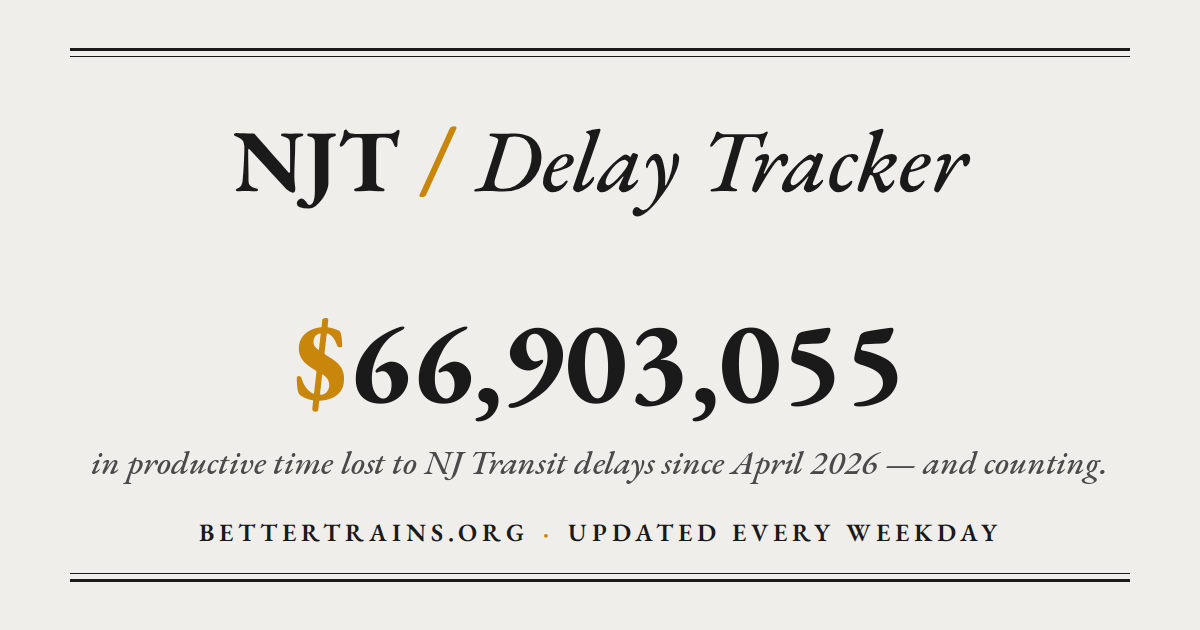 NJT / Delay Tracker
$66,903,055
in productive time lost to NJ Transit delays since April 2026 — and counting.
BETTERTRAINS.ORG · UPDATED EVERY WEEKDAY